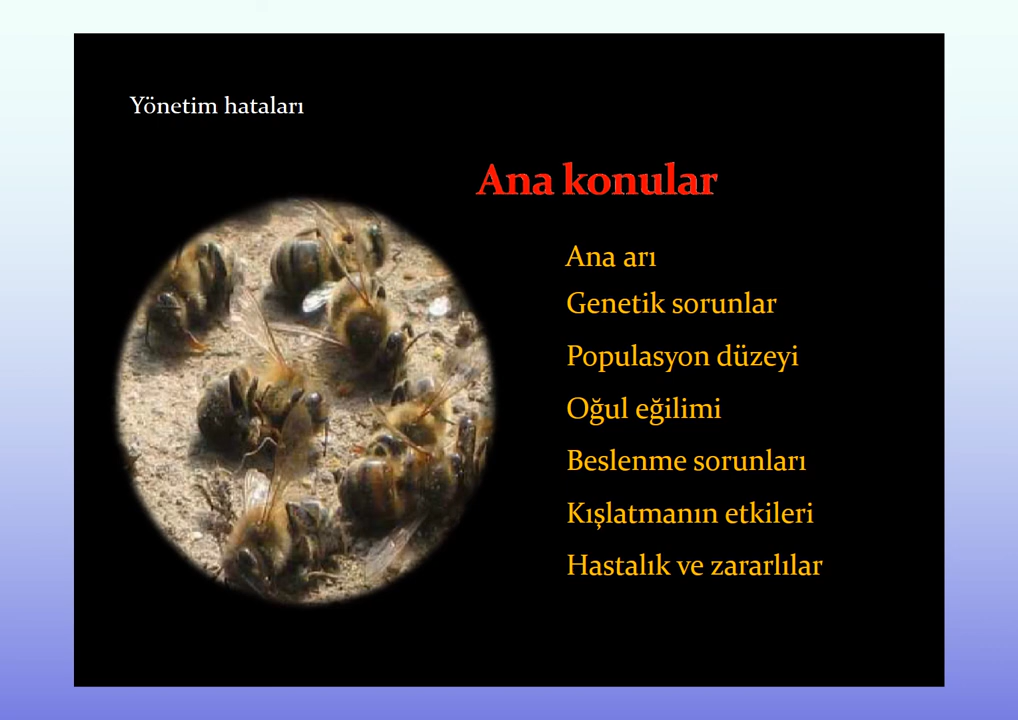 Yönetim hataları
Ana konular
Ana arı
Genetik sorunlar
Populasyon düzeyi
Oğul eğilimi
Beslenme sorunları
Kışlatmanın etkileri
Hastalık ve zararlılar